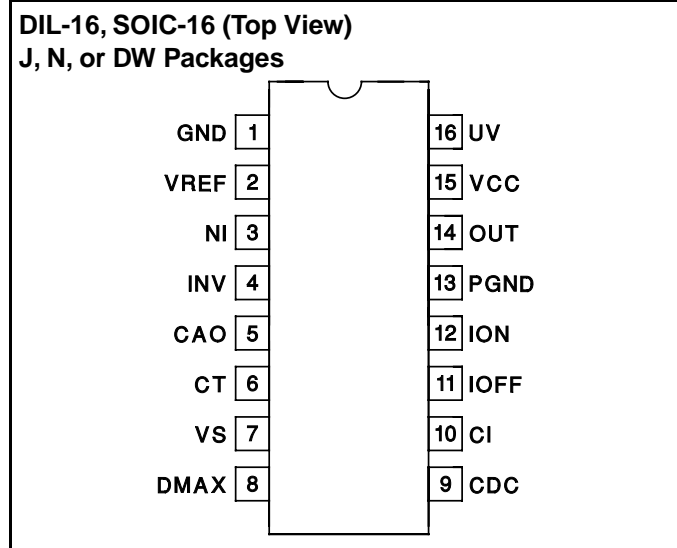 DIL-16, SOIC-16 (Top View)
J, N, or DW Packages
GND 1 16 UV
VREF 2 15 VCC
NI 3 14 OUT
INV 4 13 PGND
CAO 5 12 ION
CT 6 11 IOFF
VS 7 10 CI
DMAX 8 9 CDC